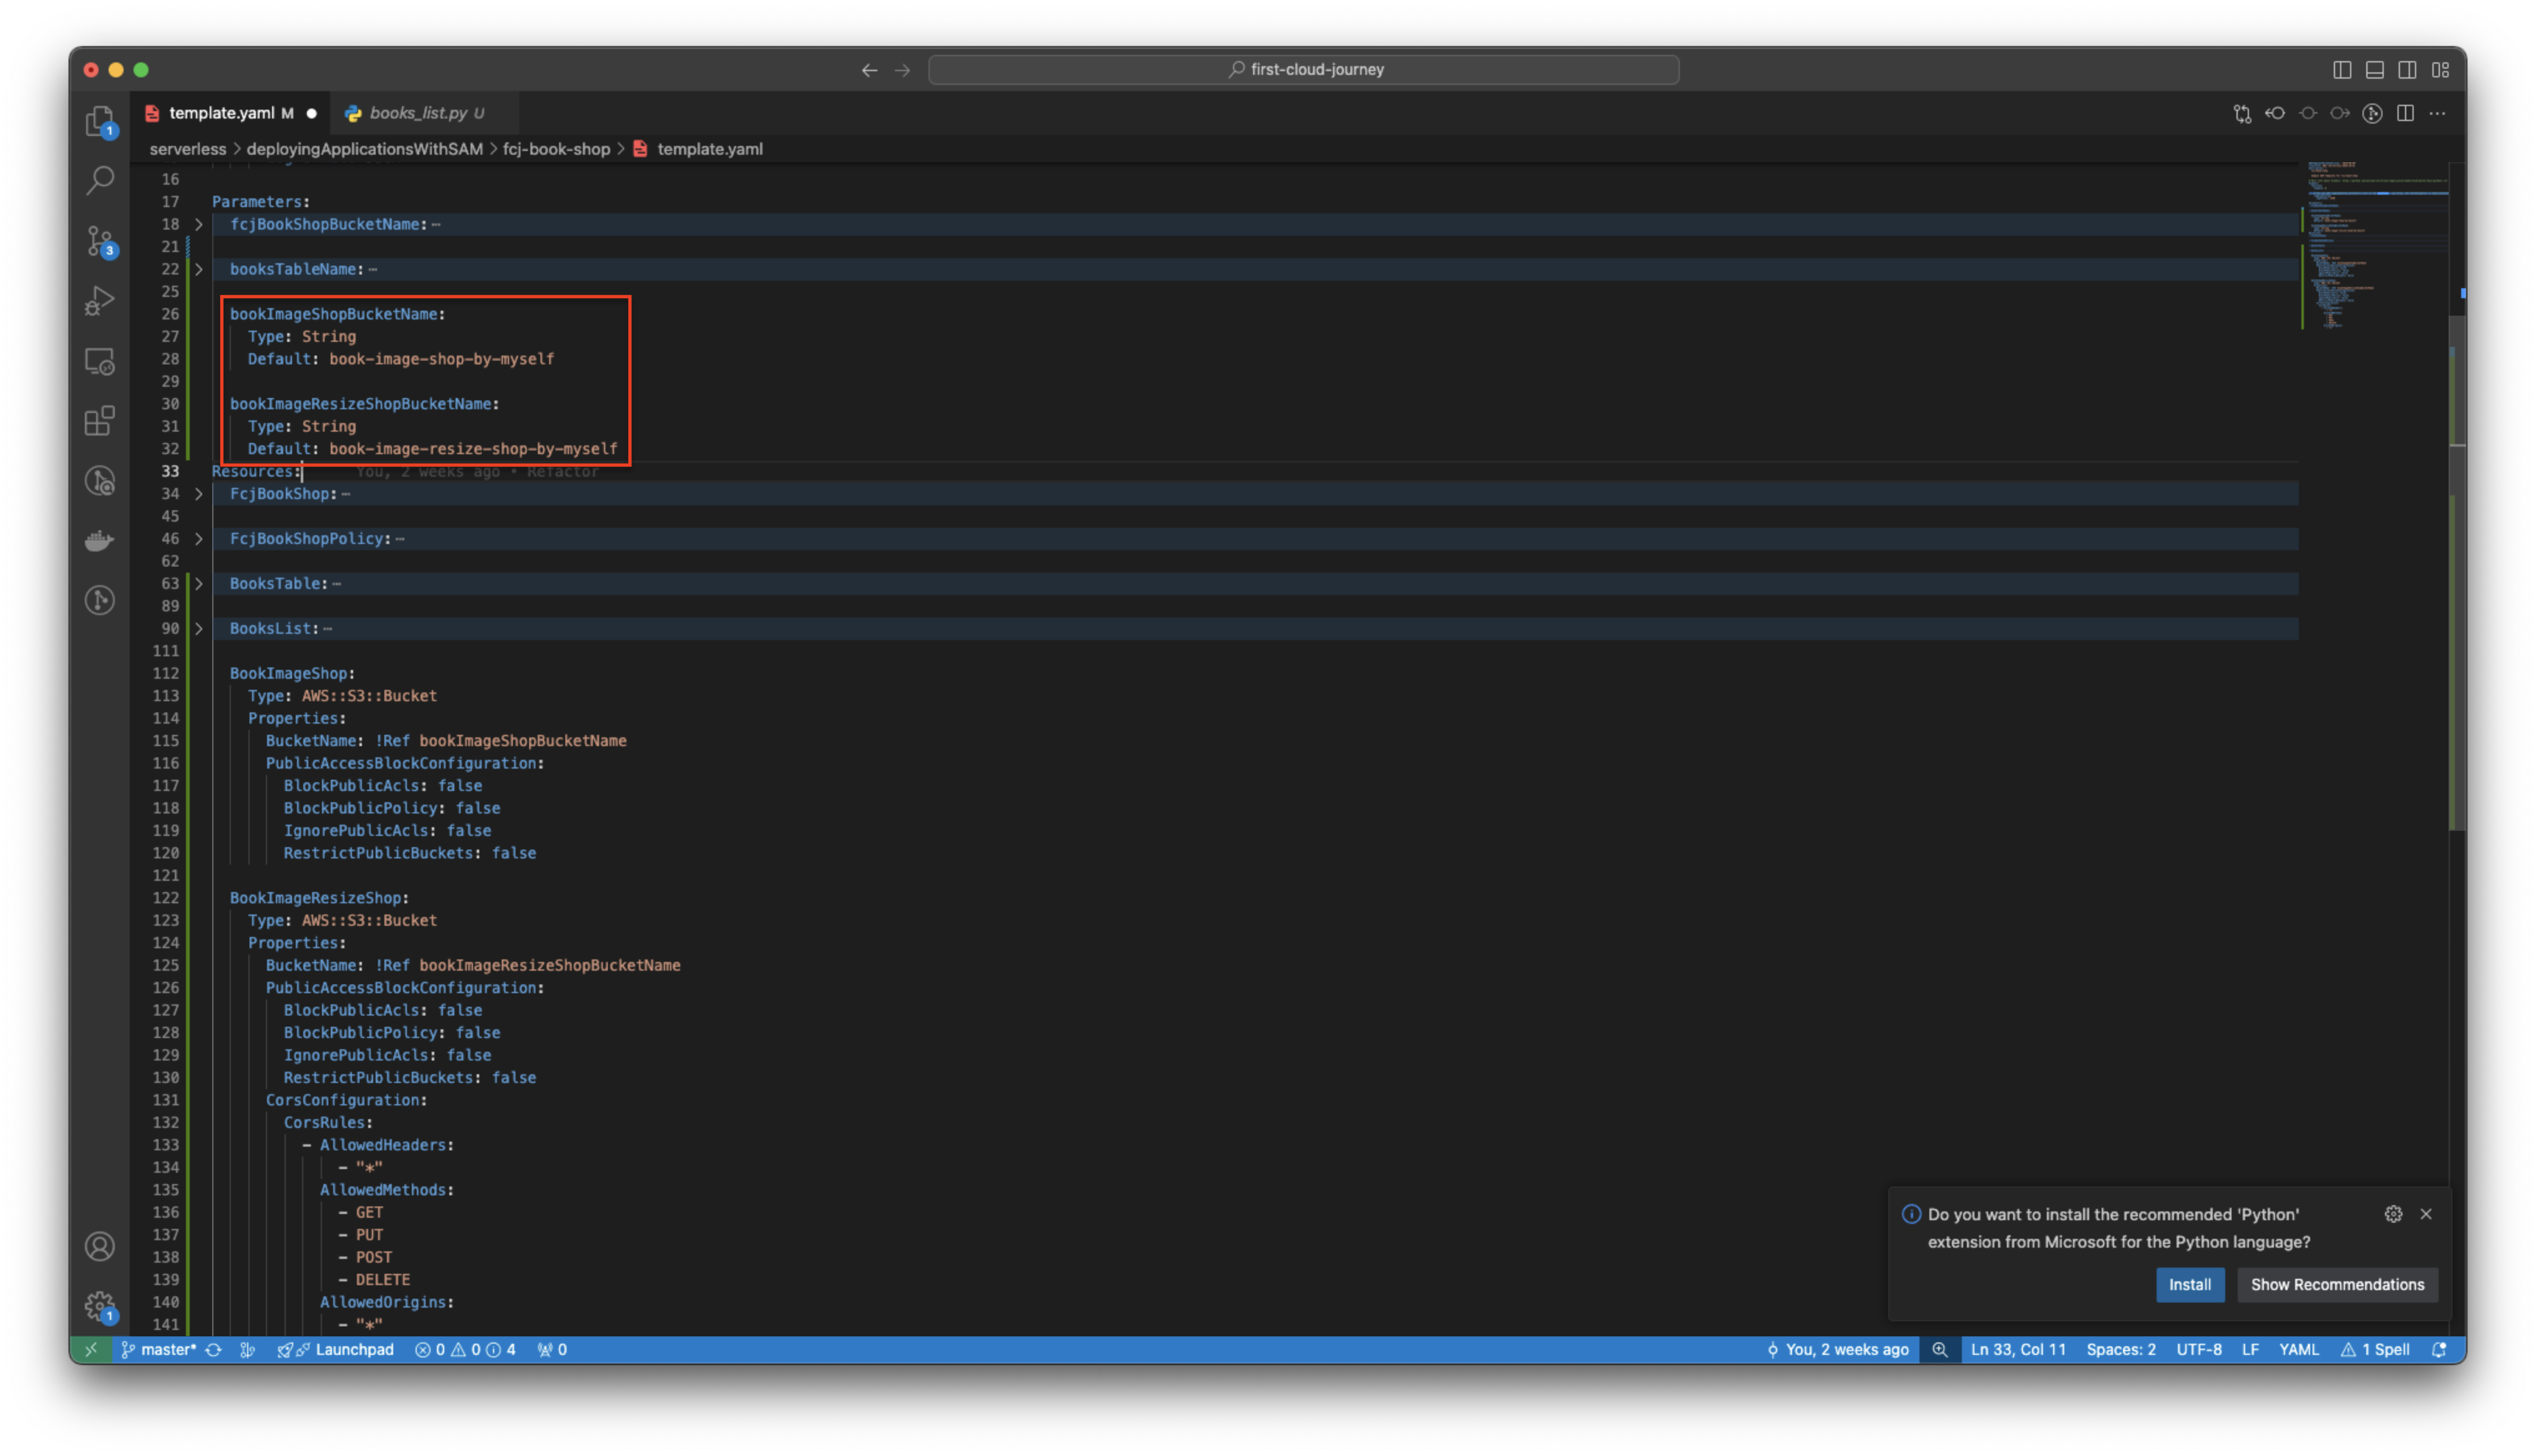 first-cloud-journey
template.yaml M
books_list.py U
serverless > deployingApplicationsWithSAM > fcj-book-shop > template.yaml
16
17 Parameters:
18 fcjBookShopBucketName:
21
22 booksTableName:
25
26 bookImageShopBucketName:
27 Type: String
28 Default: book-image-shop-by-myself
29
30 bookImageResizeShopBucketName:
31 Type: String
32 Default: book-image-resize-shop-by-myself
33 Resources: You, 2 weeks ago • Refactor
34 FcjBookShop:
45
46 FcjBookShopPolicy:
62
63 BooksTable:
89
90 BooksList:
111
112 BookImageShop:
113 Type: AWS::S3::Bucket
114 Properties:
115 BucketName: !Ref bookImageShopBucketName
116 PublicAccessBlockConfiguration:
117 BlockPublicAcls: false
118 BlockPublicPolicy: false
119 IgnorePublicAcls: false
120 RestrictPublicBuckets: false
121
122 BookImageResizeShop:
123 Type: AWS::S3::Bucket
124 Properties:
125 BucketName: !Ref bookImageResizeShopBucketName
126 PublicAccessBlockConfiguration:
127 BlockPublicAcls: false
128 BlockPublicPolicy: false
129 IgnorePublicAcls: false
130 RestrictPublicBuckets: false
131 CorsConfiguration:
132 CorsRules:
133 - AllowedHeaders:
134 - "*"
135 AllowedMethods:
136 - GET
137 - PUT
138 - POST
139 - DELETE
140 AllowedOrigins:
141 - "*"
1
3
1
Do you want to install the recommended 'Python'
extension from Microsoft for the Python language?
Install
Show Recommendations
master* Launchpad 0 0 4 0
You, 2 weeks ago Ln 33, Col 11 Spaces: 2 UTF-8 LF YAML 1 Spell